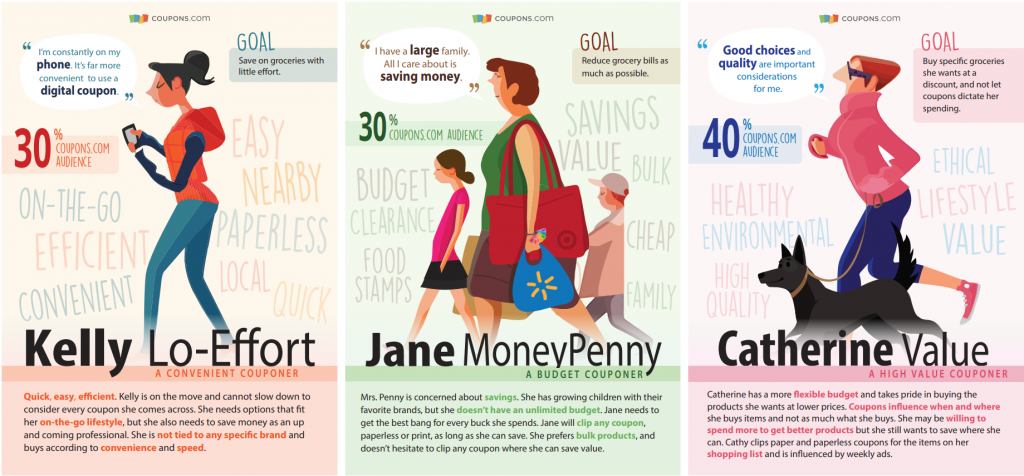 COUPONS.com
I'm constantly on my
phone. It's far more
convenient to use a
digital coupon.
GOAL
Save on groceries with
little effort.
30%
COUPONS.COM
AUDIENCE
EASY
NEARBY
ON-THE-GO
PAPERLESS
EFFICIENT
LOCAL
CONVENIENT
QUICK
Kelly Lo-Effort
A CONVENIENT COUPONER
Quick, easy, efficient. Kelly is on the move and cannot slow down to
consider every coupon she comes across. She needs options that fit
her on-the-go lifestyle, but she also needs to save money as an up
and coming professional. She is not tied to any specific brand and
buys according to convenience and speed.
COUPONS.com
I have a large family.
All I care about is
saving money.
GOAL
Reduce grocery bills as
much as possible.
30%
COUPONS.COM AUDIENCE
SAVINGS
VALUE
BULK
BUDGET
CLEARANCE
CHEAP
FOOD
STAMPS
FAMILY
Jane MoneyPenny
A BUDGET COUPONER
Mrs. Penny is concerned about savings. She has growing children with their
favorite brands, but she doesn't have an unlimited budget. Jane needs to
get the best bang for every buck she spends. Jane will clip any coupon,
paperless or print, as long as she can save. She prefers bulk products, and
doesn't hesitate to clip any coupon where she can save value.
COUPONS.com
Good choices and
quality are important
considerations
for me.
GOAL
Buy specific groceries
she wants at a
discount, and not let
coupons dictate her
spending.
40%
COUPONS.COM
AUDIENCE
ETHICAL
HEALTHY
LIFESTYLE
ENVIRONMENTAL
VALUE
HIGH
QUALITY
Catherine Value
A HIGH VALUE COUPONER
Catherine has a more flexible budget and takes pride in buying the
products she wants at lower prices. Coupons influence when and where
she buys items and not as much what she buys. She may be willing to
spend more to get better products but she still wants to save where she
can. Cathy clips paper and paperless coupons for the items on her
shopping list and is influenced by weekly ads.